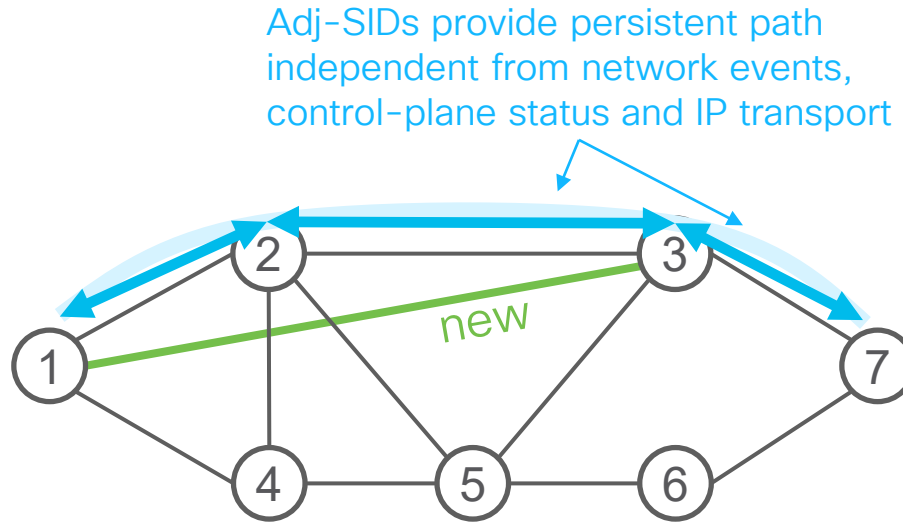 Adj-SIDs provide persistent path
independent from network events,
control-plane status and IP transport
2
3
new
1
7
4
5
6